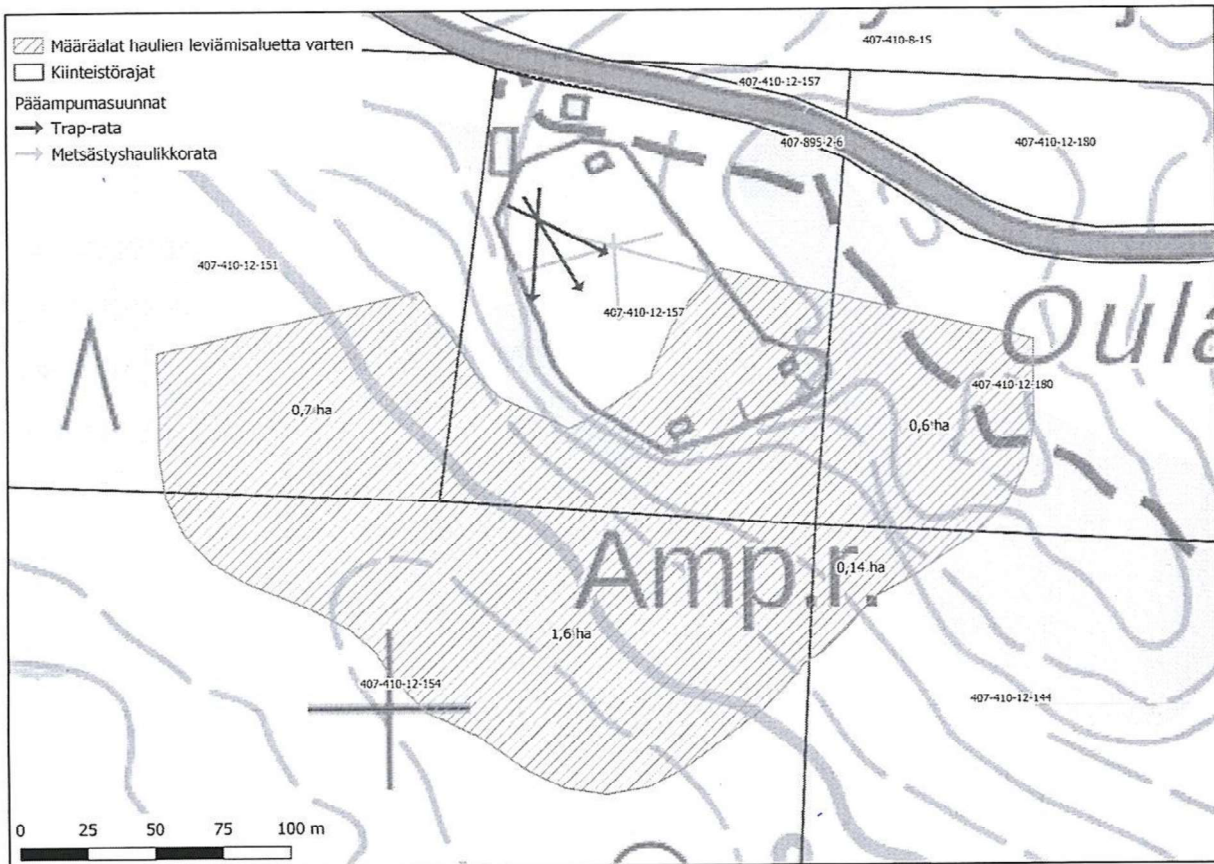 Määräalat haulien leviämisaluetta varten
Kiinteistörajat
Pääampumasuunnat
Trap-rata
Metsästyshaulikkorata
407-410-8-15
407-410-12-157
407-895-2-6
407-410-12-180
407-410-12-151
407-410-12-157
Oula
407-410-12-180
0,7 ha
0,6 ha
Amp.r.
0,14 ha
1,6 ha
407-410-12-154
407-410-12-144
0 25 50 75 100 m